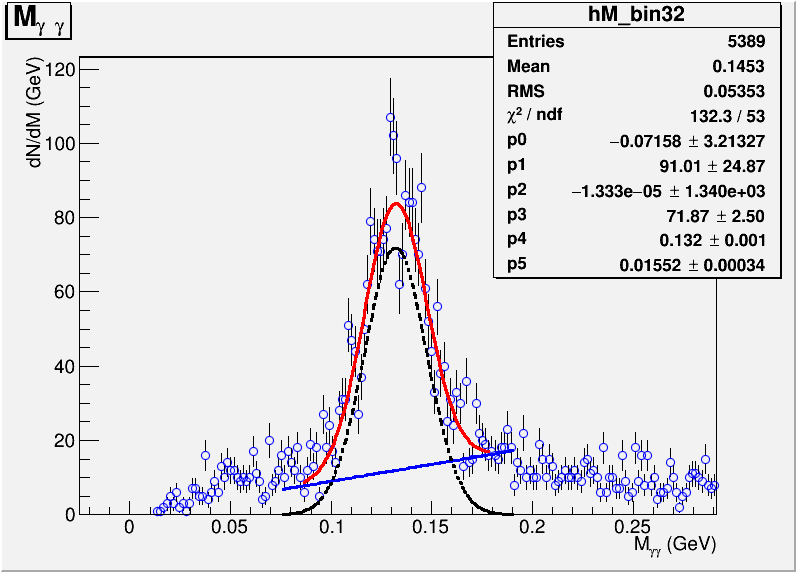 M γ γ
hM_bin32
Entries 5389
Mean 0.1453
RMS 0.05353
χ² / ndf 132.3 / 53
p0 −0.07158 ± 3.21327
p1 91.01 ± 24.87
p2 −1.333e−05 ± 1.340e+03
p3 71.87 ± 2.50
p4 0.132 ± 0.001
p5 0.01552 ± 0.00034
dN/dM (GeV)
120
100
80
60
40
20
0
0 0.05 0.1 0.15 0.2 0.25
Mγγ (GeV)